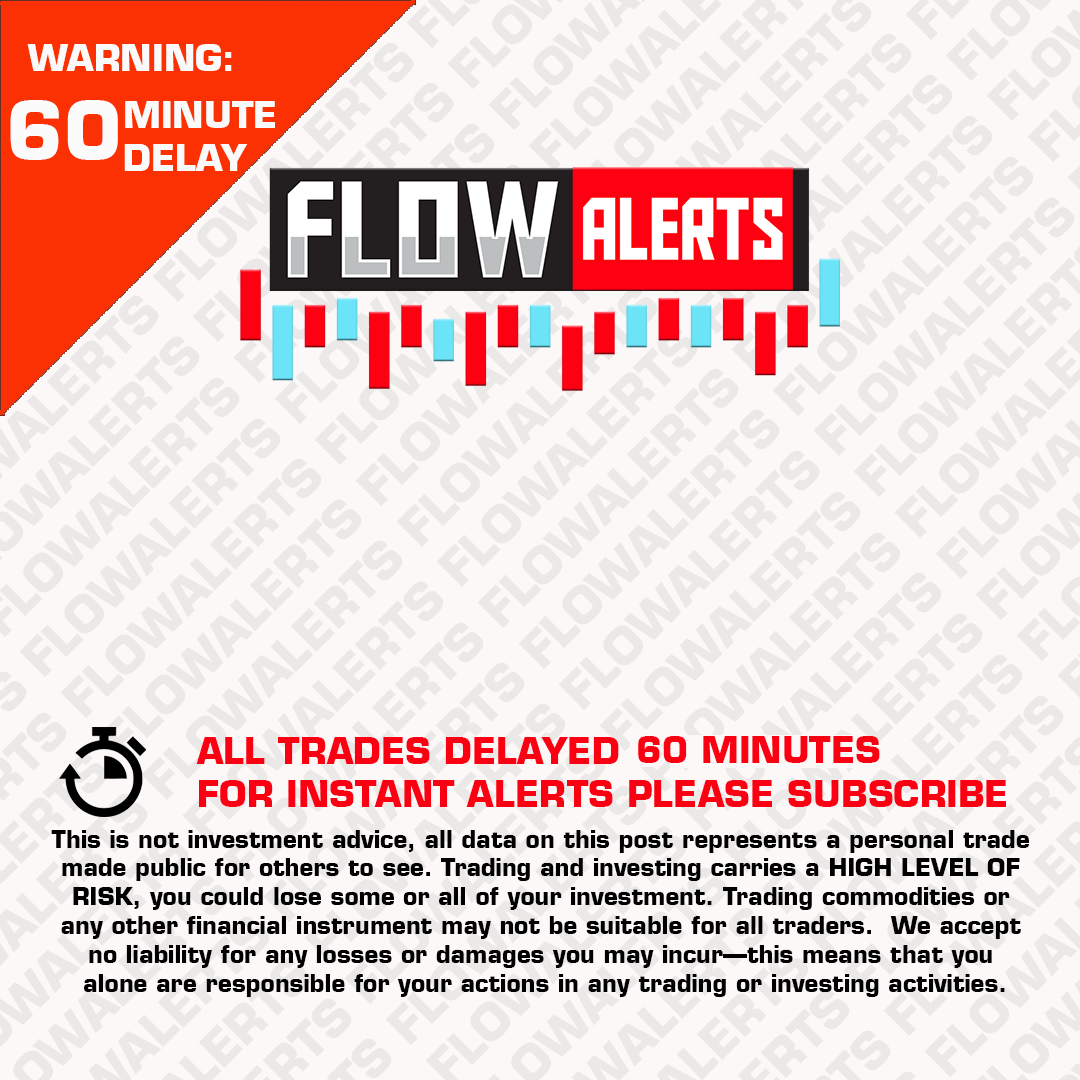 WARNING:
60 MINUTE
DELAY
FLOW ALERTS
ALL TRADES DELAYED 60 MINUTES
FOR INSTANT ALERTS PLEASE SUBSCRIBE
This is not investment advice, all data on this post represents a personal trade
made public for others to see. Trading and investing carries a HIGH LEVEL OF
RISK, you could lose some or all of your investment. Trading commodities or
any other financial instrument may not be suitable for all traders.  We accept
no liability for any losses or damages you may incur—this means that you
alone are responsible for your actions in any trading or investing activities.